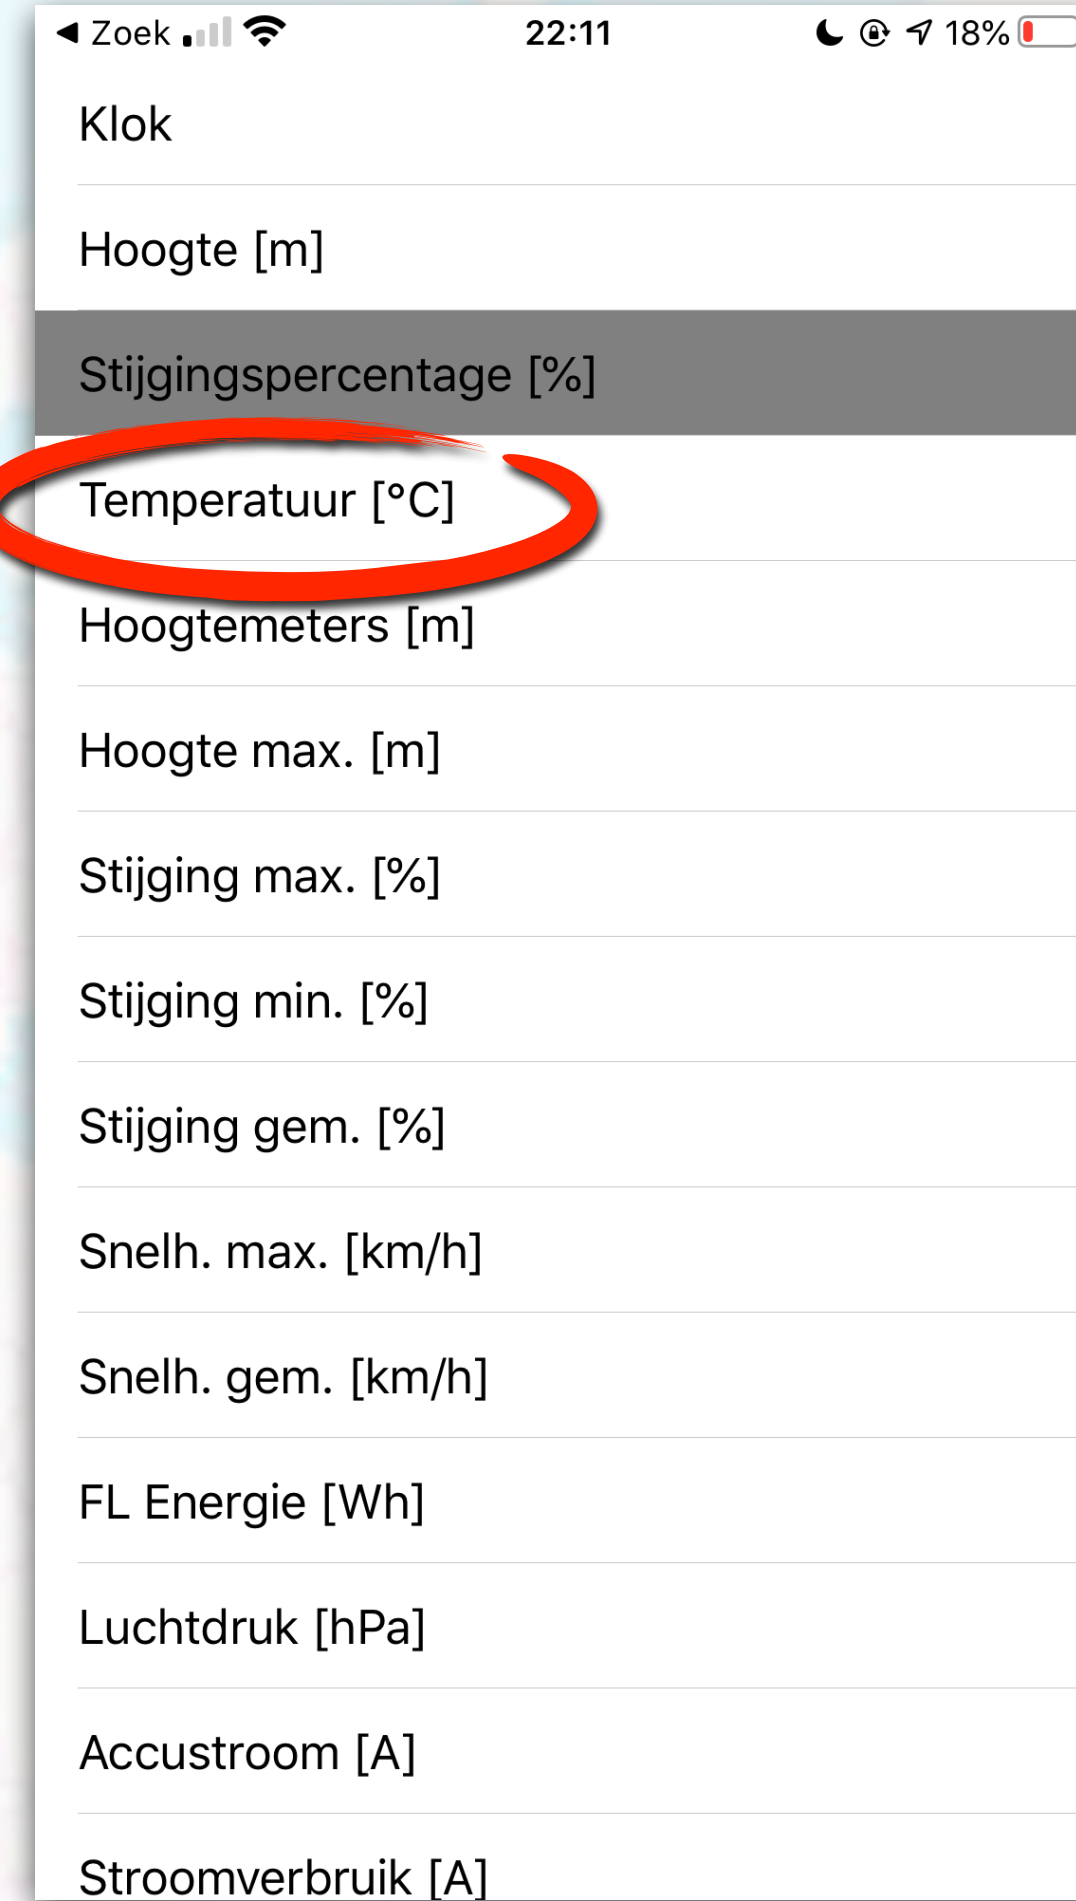 ◀ Zoek 22:11 18%
Klok
Hoogte [m]
Stijgingspercentage [%]
Temperatuur [°C]
Hoogtemeters [m]
Hoogte max. [m]
Stijging max. [%]
Stijging min. [%]
Stijging gem. [%]
Snelh. max. [km/h]
Snelh. gem. [km/h]
FL Energie [Wh]
Luchtdruk [hPa]
Accustroom [A]
Stroomverbruik [A]